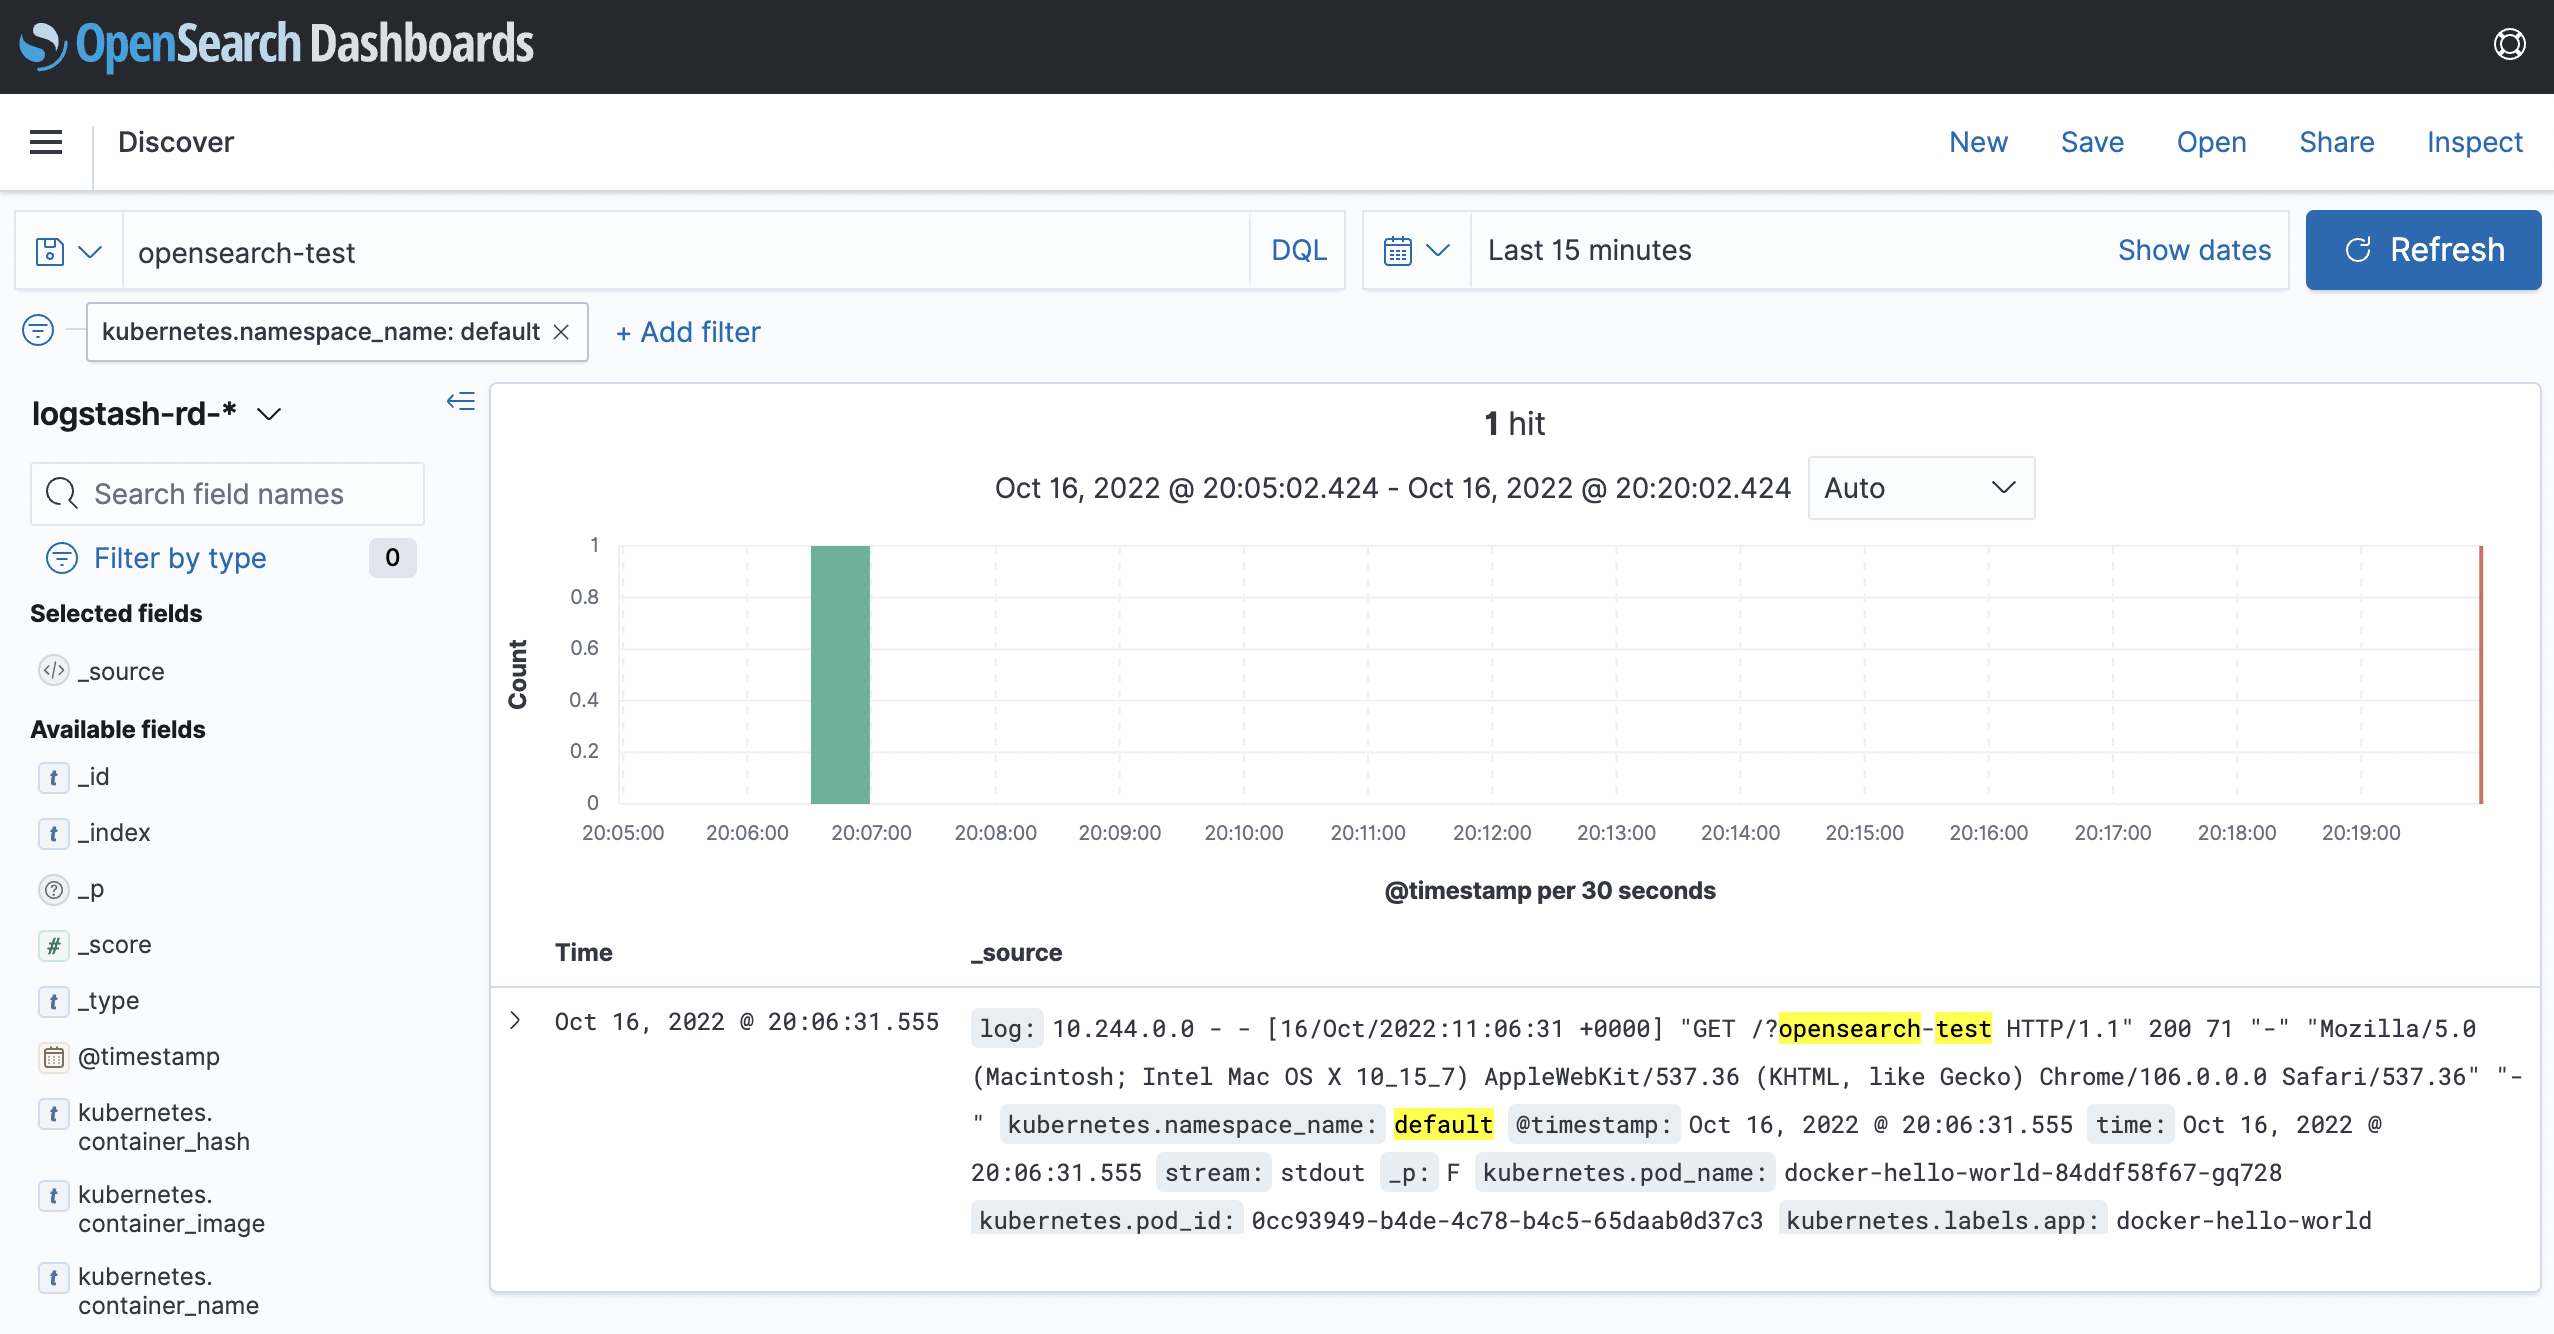 OpenSearch Dashboards
Discover
New Save Open Share Inspect
opensearch-test DQL Last 15 minutes Show dates Refresh
kubernetes.namespace_name: default + Add filter
logstash-rd-*
Search field names
Filter by type 0
Selected fields
_source
Available fields
t _id
t _index
_p
# _score
t _type
@timestamp
t kubernetes.
container_hash
t kubernetes.
container_image
t kubernetes.
container_name
1 hit
Oct 16, 2022 @ 20:05:02.424 - Oct 16, 2022 @ 20:20:02.424 Auto
Count
1
0.8
0.6
0.4
0.2
0
20:05:00 20:06:00 20:07:00 20:08:00 20:09:00 20:10:00 20:11:00 20:12:00 20:13:00 20:14:00 20:15:00 20:16:00 20:17:00 20:18:00 20:19:00
@timestamp per 30 seconds
Time _source
Oct 16, 2022 @ 20:06:31.555 log: 10.244.0.0 - - [16/Oct/2022:11:06:31 +0000] "GET /?opensearch-test HTTP/1.1" 200 71 "-" "Mozilla/5.0
(Macintosh; Intel Mac OS X 10_15_7) AppleWebKit/537.36 (KHTML, like Gecko) Chrome/106.0.0.0 Safari/537.36" "-
" kubernetes.namespace_name: default @timestamp: Oct 16, 2022 @ 20:06:31.555 time: Oct 16, 2022 @
20:06:31.555 stream: stdout _p: F kubernetes.pod_name: docker-hello-world-84ddf58f67-gq728
kubernetes.pod_id: 0cc93949-b4de-4c78-b4c5-65daab0d37c3 kubernetes.labels.app: docker-hello-world